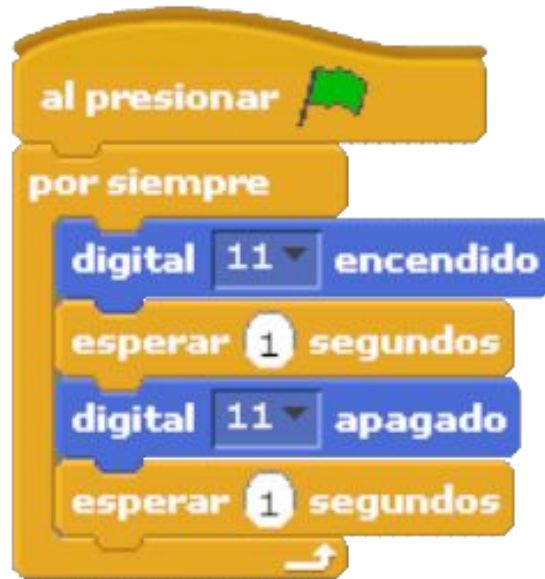 al presionar
por siempre
digital 11 encendido
esperar 1 segundos
digital 11 apagado
esperar 1 segundos